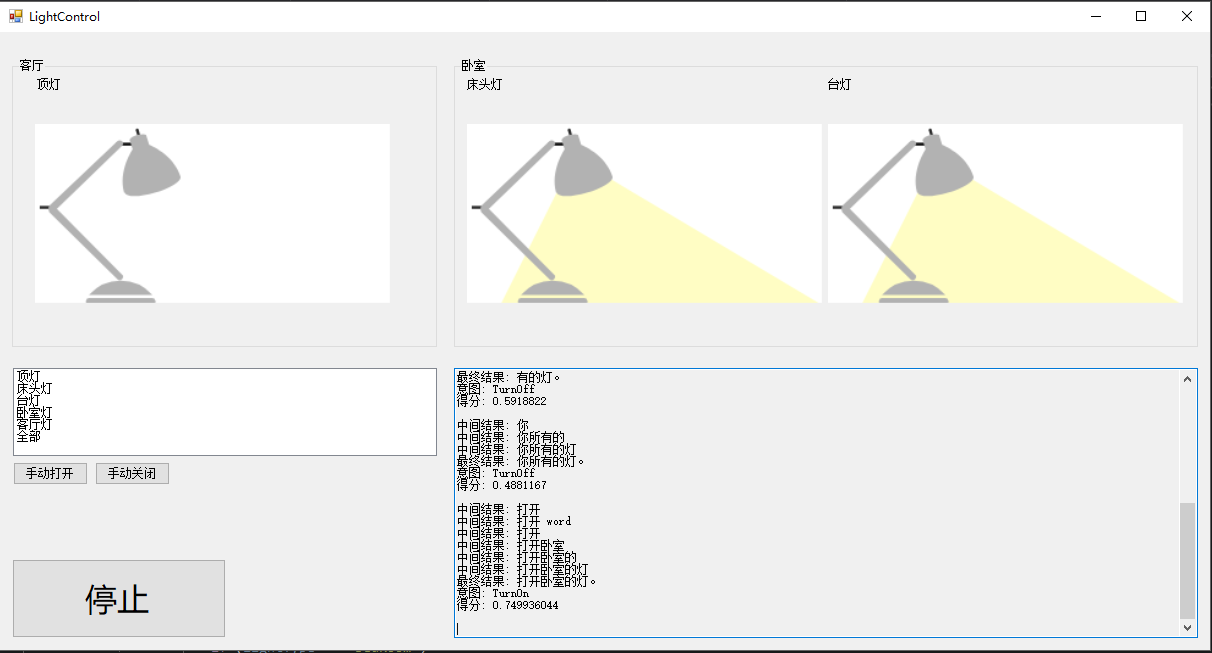 LightControl
客厅
顶灯
卧室
床头灯
台灯
顶灯
床头灯
台灯
卧室灯
客厅灯
全部
手动打开
手动关闭
停止
最终结果: 有的灯。
意图: TurnOff
得分: 0.5918822
中间结果: 你
中间结果: 你所有的
中间结果: 你所有的灯
最终结果: 你所有的灯。
意图: TurnOff
得分: 0.4881167
中间结果: 打开
中间结果: 打开 word
中间结果: 打开
中间结果: 打开卧室
中间结果: 打开卧室的
中间结果: 打开卧室的灯
最终结果: 打开卧室的灯。
意图: TurnOn
得分: 0.749936044